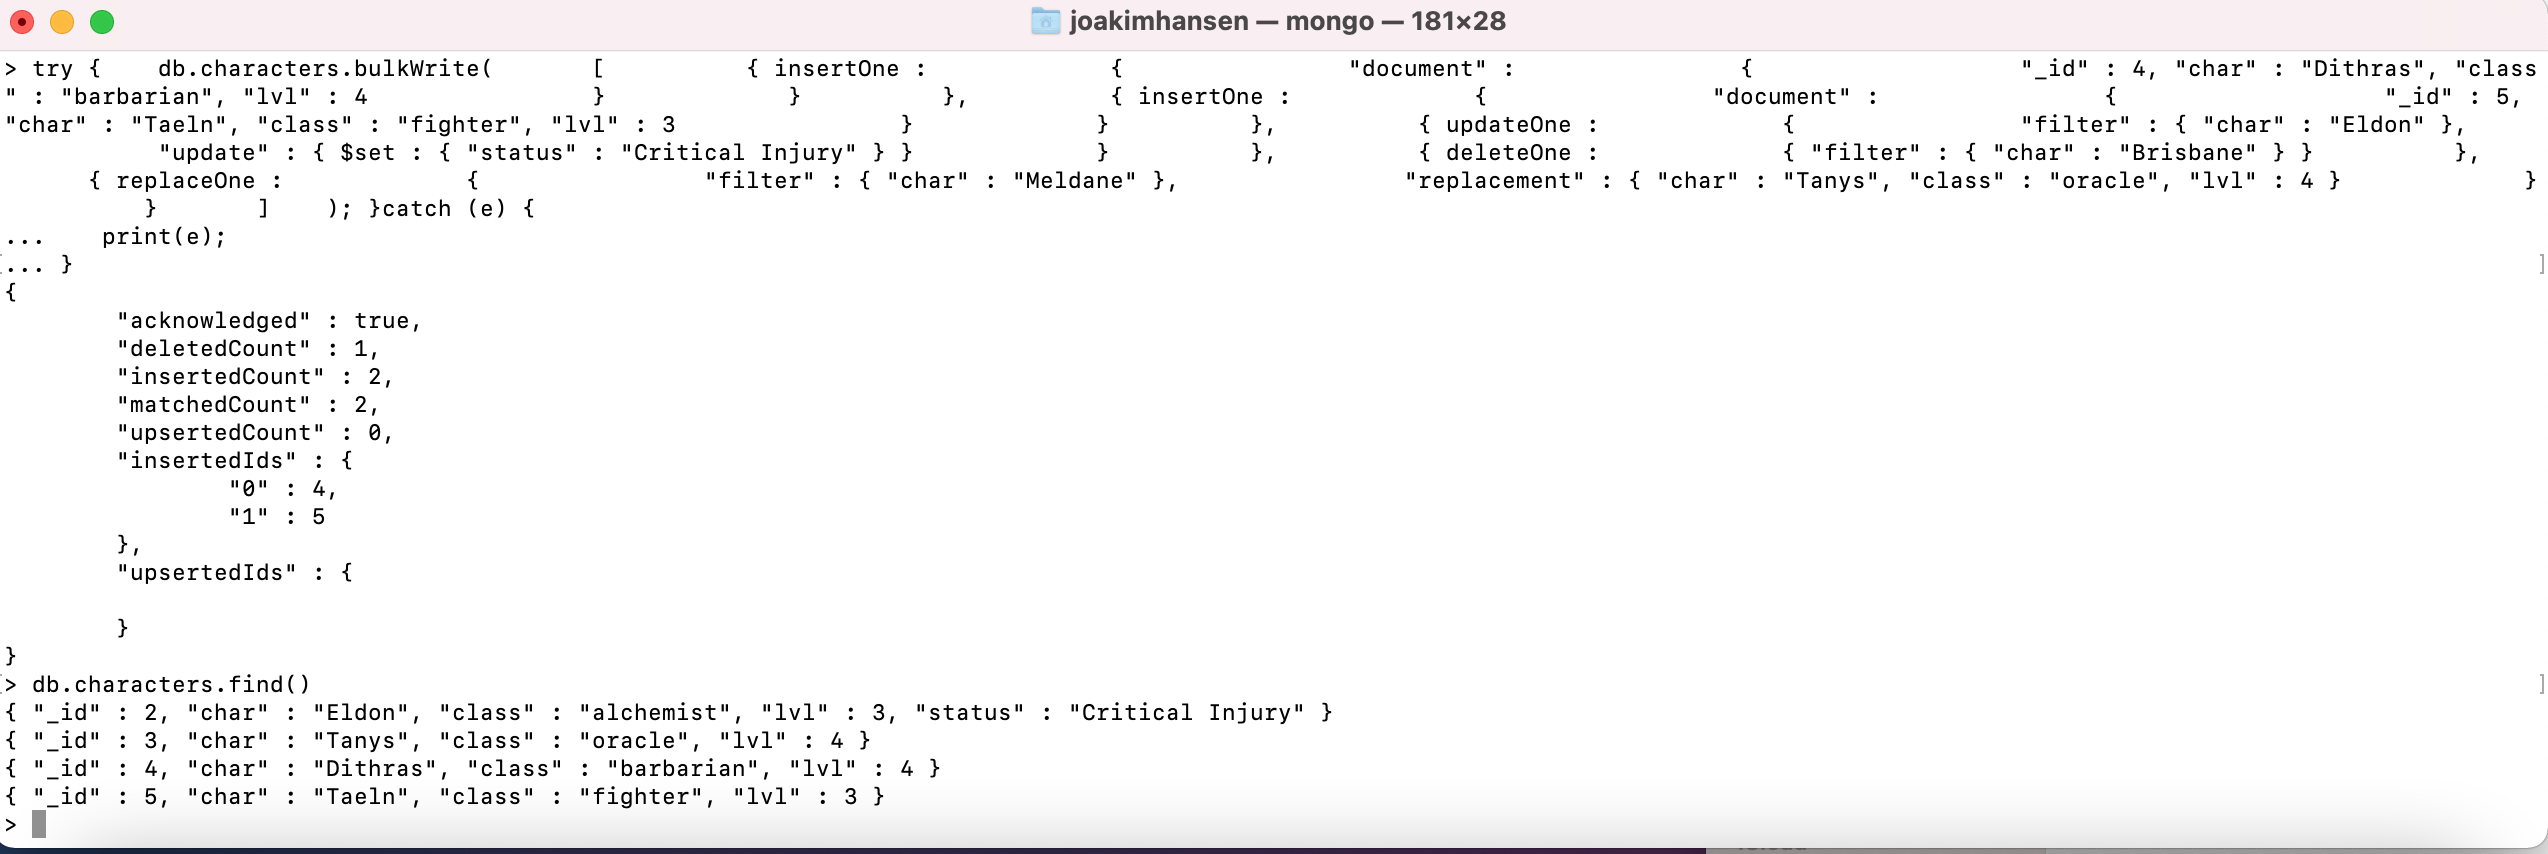 joakimhansen — mongo — 181×28
> try {    db.characters.bulkWrite(       [          { insertOne :             {                "document" :                {                   "_id" : 4, "char" : "Dithras", "class
" : "barbarian", "lvl" : 4                }             }          },          { insertOne :             {                "document" :                {                   "_id" : 5,
"char" : "Taeln", "class" : "fighter", "lvl" : 3                }             }          },          { updateOne :             {                "filter" : { "char" : "Eldon" },
           "update" : { $set : { "status" : "Critical Injury" } }             }          },          { deleteOne :             { "filter" : { "char" : "Brisbane" } }          },
      { replaceOne :             {                "filter" : { "char" : "Meldane" },                "replacement" : { "char" : "Tanys", "class" : "oracle", "lvl" : 4 }             }
          }       ]    ); }catch (e) {
...    print(e);
... }
{
        "acknowledged" : true,
        "deletedCount" : 1,
        "insertedCount" : 2,
        "matchedCount" : 2,
        "upsertedCount" : 0,
        "insertedIds" : {
                "0" : 4,
                "1" : 5
        },
        "upsertedIds" : {
        }
}
> db.characters.find()
{ "_id" : 2, "char" : "Eldon", "class" : "alchemist", "lvl" : 3, "status" : "Critical Injury" }
{ "_id" : 3, "char" : "Tanys", "class" : "oracle", "lvl" : 4 }
{ "_id" : 4, "char" : "Dithras", "class" : "barbarian", "lvl" : 4 }
{ "_id" : 5, "char" : "Taeln", "class" : "fighter", "lvl" : 3 }
>